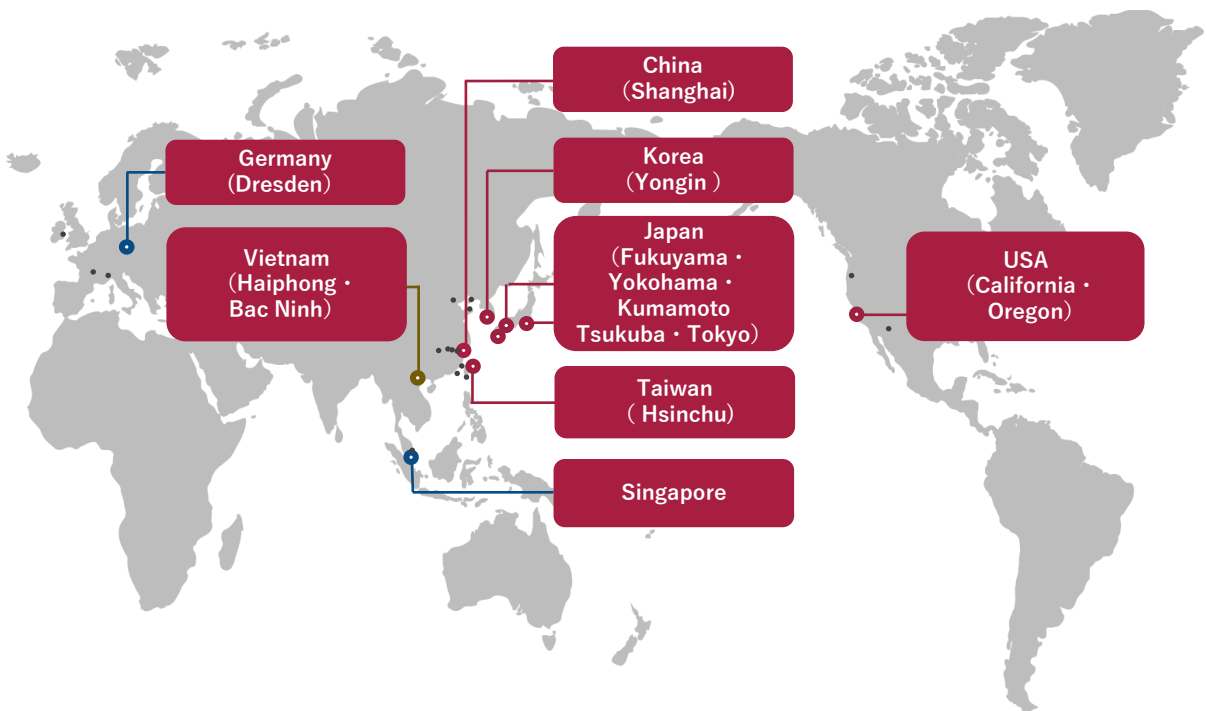 China
（Shanghai）
Germany
（Dresden）
Korea
（Yongin ）
Vietnam
（Haiphong・
Bac Ninh）
Japan
（Fukuyama・
Yokohama・
Kumamoto
Tsukuba・Tokyo）
USA
（California・
Oregon）
Taiwan
（ Hsinchu）
Singapore